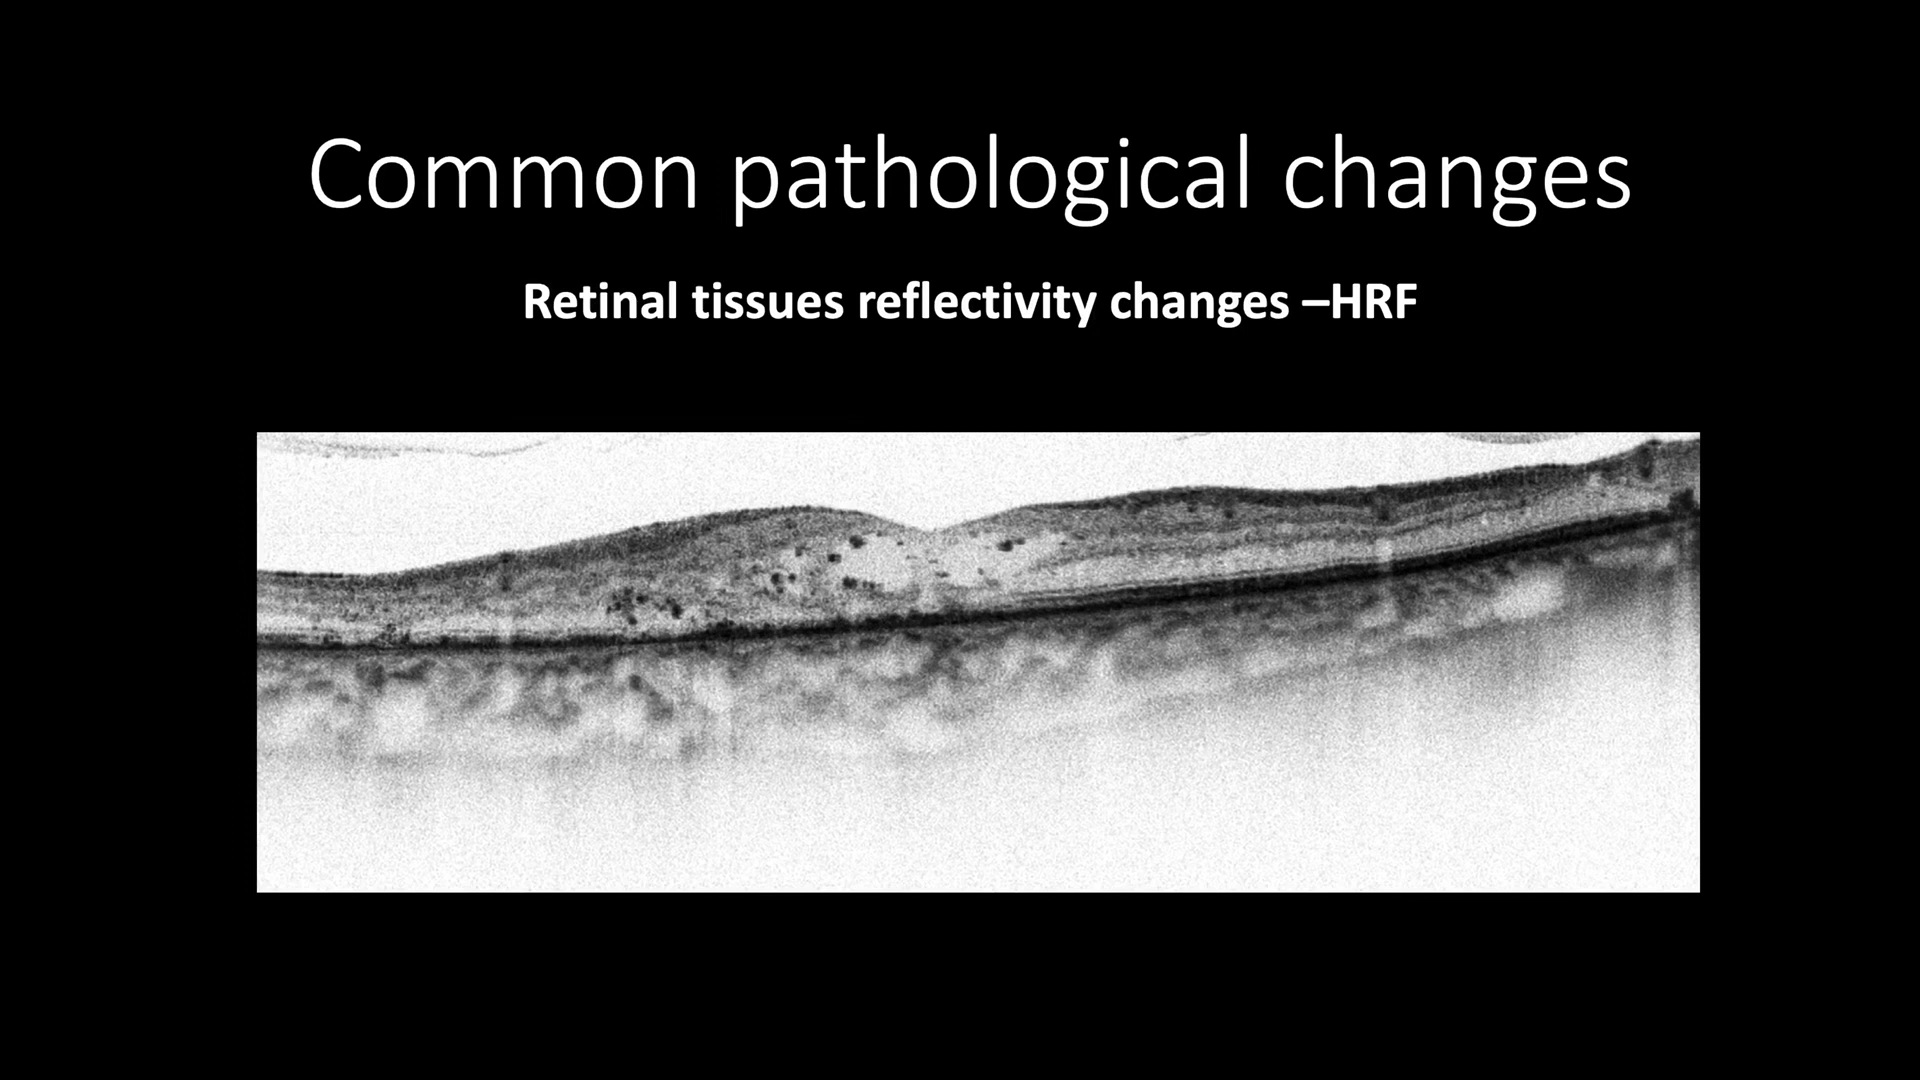 Common pathological changes
Retinal tissues reflectivity changes –HRF